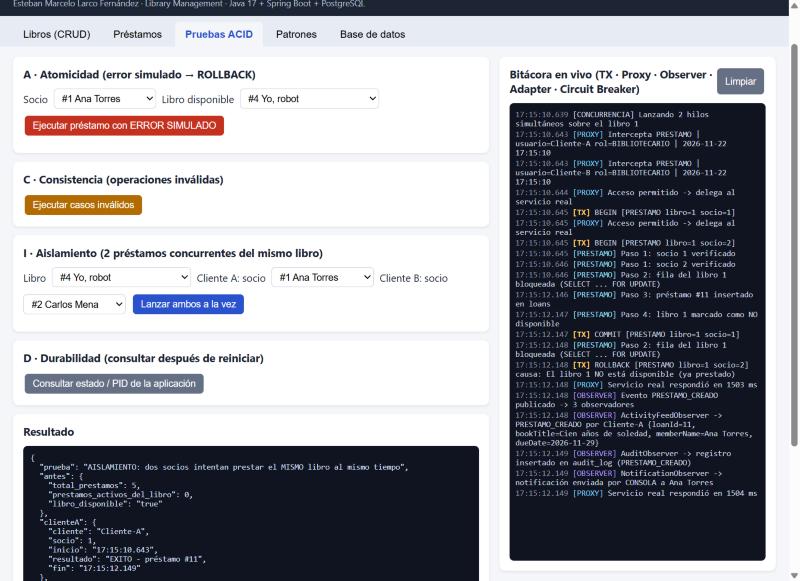 Esteban Marcelo Larco Fernández · Library Management · Java 17 + Spring Boot + PostgreSQL
Libros (CRUD) Préstamos Pruebas ACID Patrones Base de datos
A · Atomicidad (error simulado → ROLLBACK)
Socio #1 Ana Torres Libro disponible #4 Yo, robot
Ejecutar préstamo con ERROR SIMULADO
C · Consistencia (operaciones inválidas)
Ejecutar casos inválidos
I · Aislamiento (2 préstamos concurrentes del mismo libro)
Libro #4 Yo, robot Cliente A: socio #1 Ana Torres Cliente B: socio
#2 Carlos Mena Lanzar ambos a la vez
D · Durabilidad (consultar después de reiniciar)
Consultar estado / PID de la aplicación
Resultado
{
"prueba": "AISLAMIENTO: dos socios intentan prestar el MISMO libro al mismo tiempo",
"antes": {
"total_prestamos": 5,
"prestamos_activos_del_libro": 0,
"libro_disponible": "true"
},
"clienteA": {
"cliente": "Cliente-A",
"socio": 1,
"inicio": "17:15:10.643",
"resultado": "EXITO - préstamo #11",
"fin": "17:15:12.149"
},
Bitácora en vivo (TX · Proxy · Observer ·
Adapter · Circuit Breaker)
Limpiar
17:15:10.639 [CONCURRENCIA] Lanzando 2 hilos
simultáneos sobre el libro 1
17:15:10.643 [PROXY] Intercepta PRESTAMO |
usuario=Cliente-A rol=BIBLIOTECARIO | 2026-11-22
17:15:10
17:15:10.643 [PROXY] Intercepta PRESTAMO |
usuario=Cliente-B rol=BIBLIOTECARIO | 2026-11-22
17:15:10
17:15:10.644 [PROXY] Acceso permitido -> delega al
servicio real
17:15:10.645 [TX] BEGIN [PRESTAMO libro=1 socio=1]
17:15:10.645 [PROXY] Acceso permitido -> delega al
servicio real
17:15:10.645 [TX] BEGIN [PRESTAMO libro=1 socio=2]
17:15:10.645 [PRESTAMO] Paso 1: socio 1 verificado
17:15:10.646 [PRESTAMO] Paso 1: socio 2 verificado
17:15:10.646 [PRESTAMO] Paso 2: fila del libro 1
bloqueada (SELECT ... FOR UPDATE)
17:15:12.146 [PRESTAMO] Paso 3: préstamo #11 insertado
en loans
17:15:12.147 [PRESTAMO] Paso 4: libro 1 marcado como NO
disponible
17:15:12.147 [TX] COMMIT [PRESTAMO libro=1 socio=1]
17:15:12.148 [PRESTAMO] Paso 2: fila del libro 1
bloqueada (SELECT ... FOR UPDATE)
17:15:12.148 [TX] ROLLBACK [PRESTAMO libro=1 socio=2]
causa: El libro 1 NO está disponible (ya prestado)
17:15:12.148 [PROXY] Servicio real respondió en 1503 ms
17:15:12.148 [OBSERVER] Evento PRESTAMO_CREADO
publicado -> 3 observadores
17:15:12.148 [OBSERVER] ActivityFeedObserver ->
PRESTAMO_CREADO por Cliente-A {loanId=11,
bookTitle=Cien años de soledad, memberName=Ana Torres,
dueDate=2026-11-29}
17:15:12.149 [OBSERVER] AuditObserver -> registro
insertado en audit_log (PRESTAMO_CREADO)
17:15:12.149 [OBSERVER] NotificationObserver ->
notificación enviada por CONSOLA a Ana Torres
17:15:12.149 [PROXY] Servicio real respondió en 1504 ms